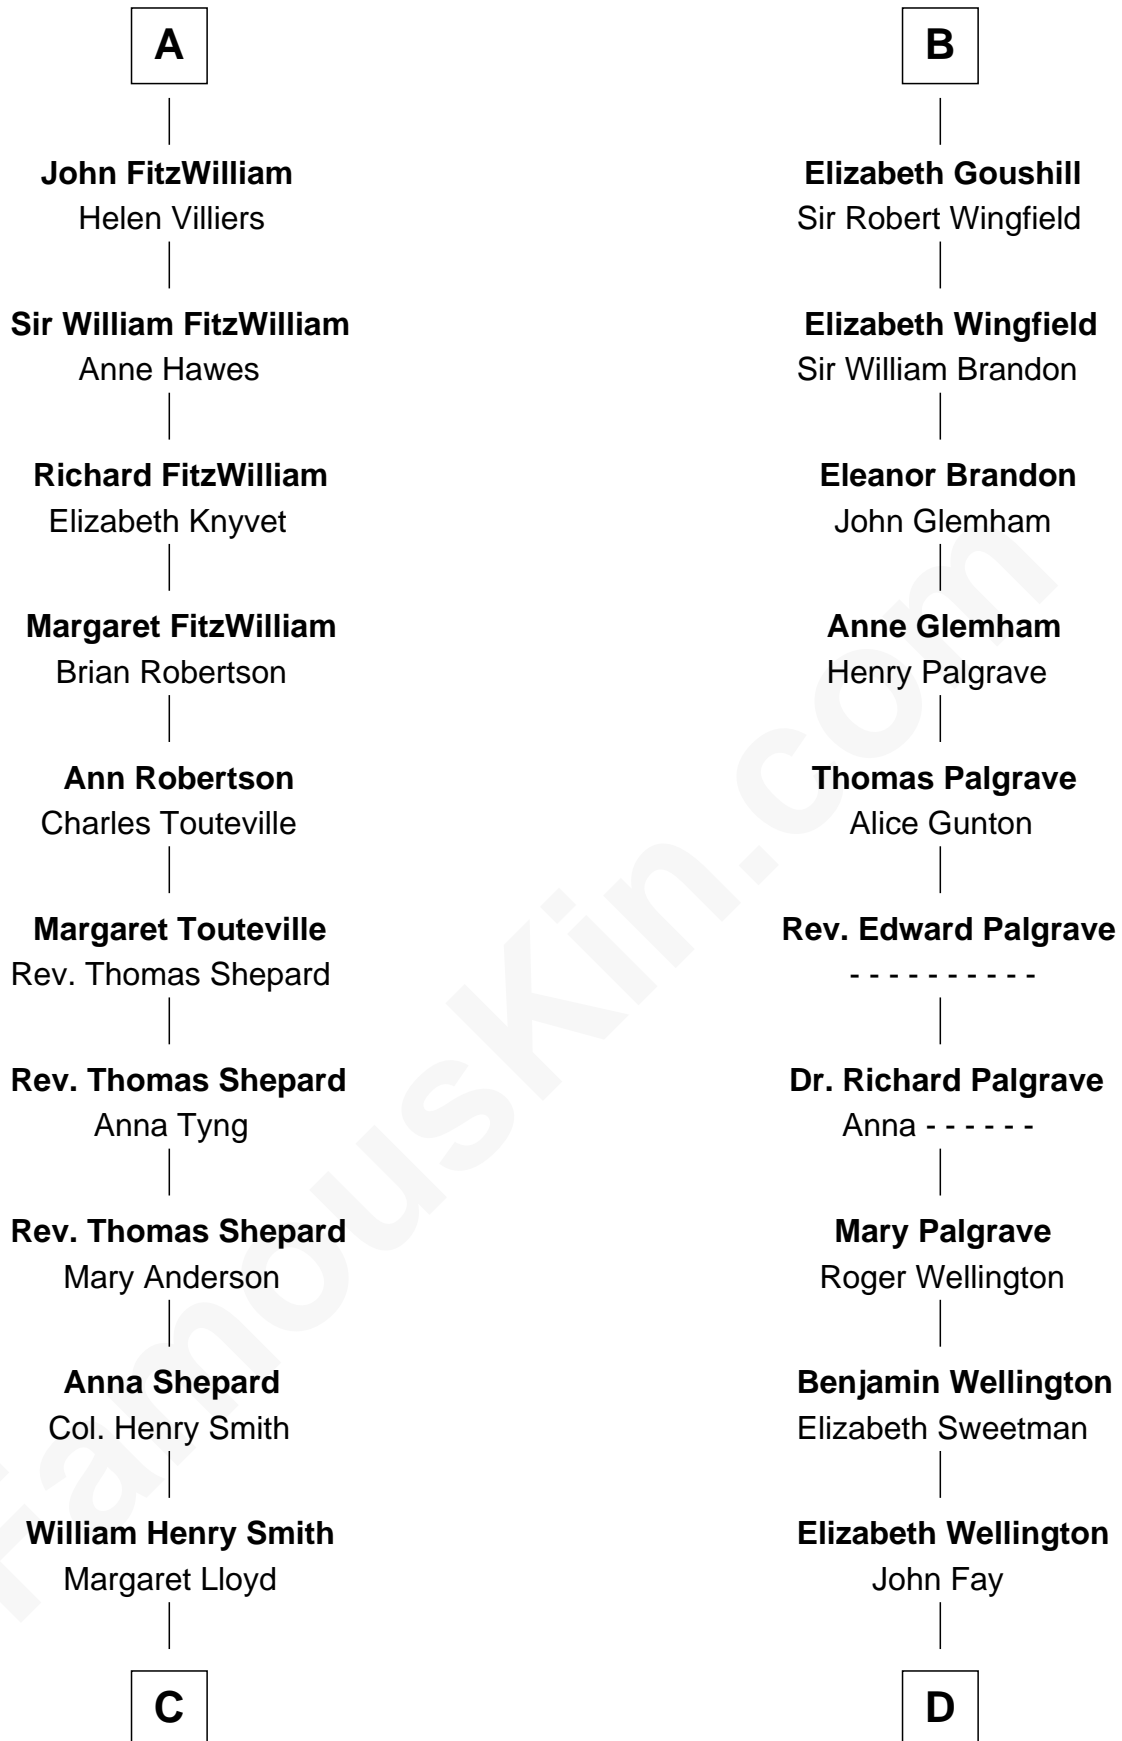 A
John FitzWilliam
Helen Villiers
Sir William FitzWilliam
Anne Hawes
Richard FitzWilliam
Elizabeth Knyvet
Margaret FitzWilliam
Brian Robertson
Ann Robertson
Charles Touteville
Margaret Touteville
Rev. Thomas Shepard
Rev. Thomas Shepard
Anna Tyng
Rev. Thomas Shepard
Mary Anderson
Anna Shepard
Col. Henry Smith
William Henry Smith
Margaret Lloyd
C
B
Elizabeth Goushill
Sir Robert Wingfield
Elizabeth Wingfield
Sir William Brandon
Eleanor Brandon
John Glemham
Anne Glemham
Henry Palgrave
Thomas Palgrave
Alice Gunton
Rev. Edward Palgrave
- - - - - - - - - -
Dr. Richard Palgrave
Anna - - - - - -
Mary Palgrave
Roger Wellington
Benjamin Wellington
Elizabeth Sweetman
Elizabeth Wellington
John Fay
D
FamousKin.com